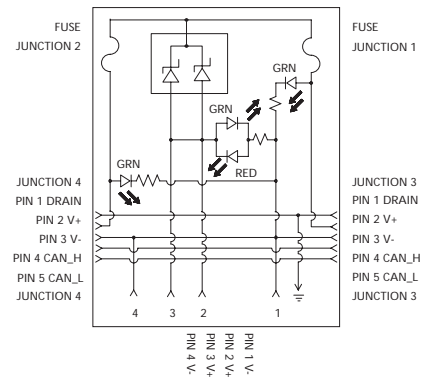 FUSE
JUNCTION 2
FUSE
JUNCTION 1
GRN
GRN
RED
GRN
JUNCTION 4
PIN 1 DRAIN
PIN 2 V+
PIN 3 V-
PIN 4 CAN_H
PIN 5 CAN_L
JUNCTION 4
JUNCTION 3
PIN 1 DRAIN
PIN 2 V+
PIN 3 V-
PIN 4 CAN_H
PIN 5 CAN_L
JUNCTION 3
4 3 2 1
PIN 1 V-
PIN 2 V+
PIN 3 V+
PIN 4 V-